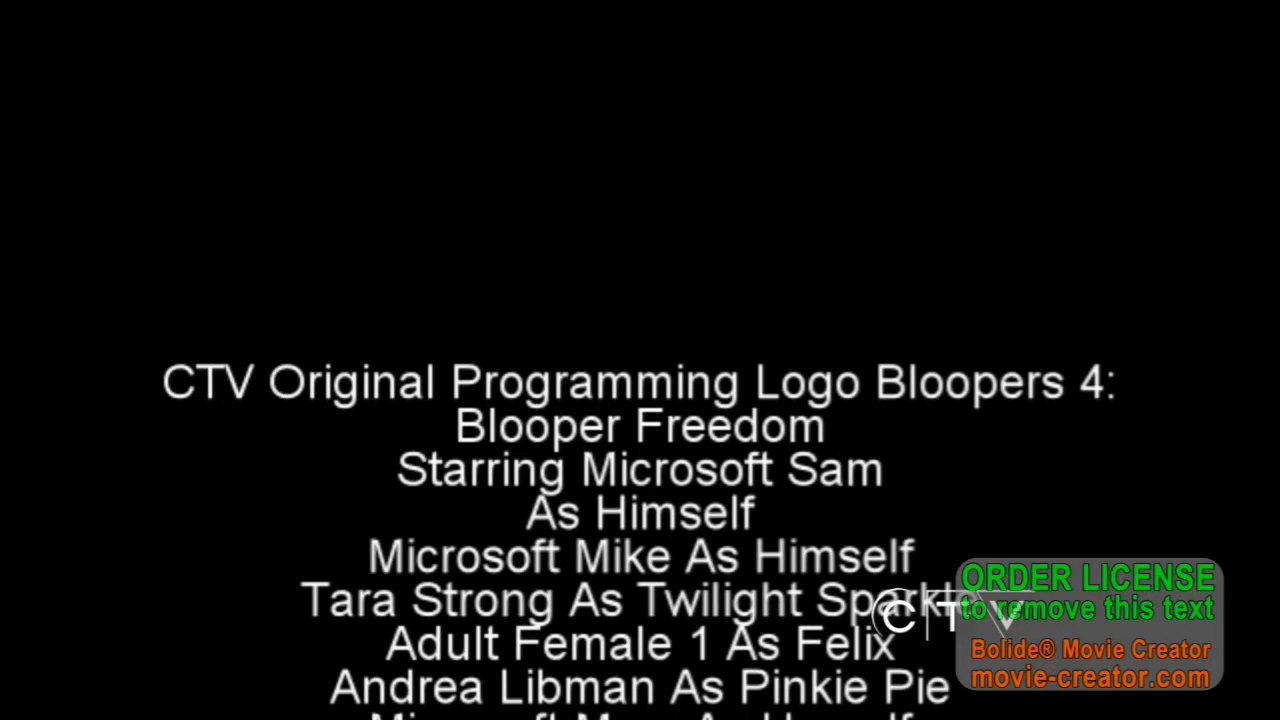 CTV Original Programming Logo Bloopers 4:
Blooper Freedom
Starring Microsoft Sam
As Himself
Microsoft Mike As Himself
Tara Strong As Twilight Sparkle
Adult Female 1 As Felix
Andrea Libman As Pinkie Pie
CTV
ORDER LICENSE
to remove this text
Bolide® Movie Creator
movie-creator.com